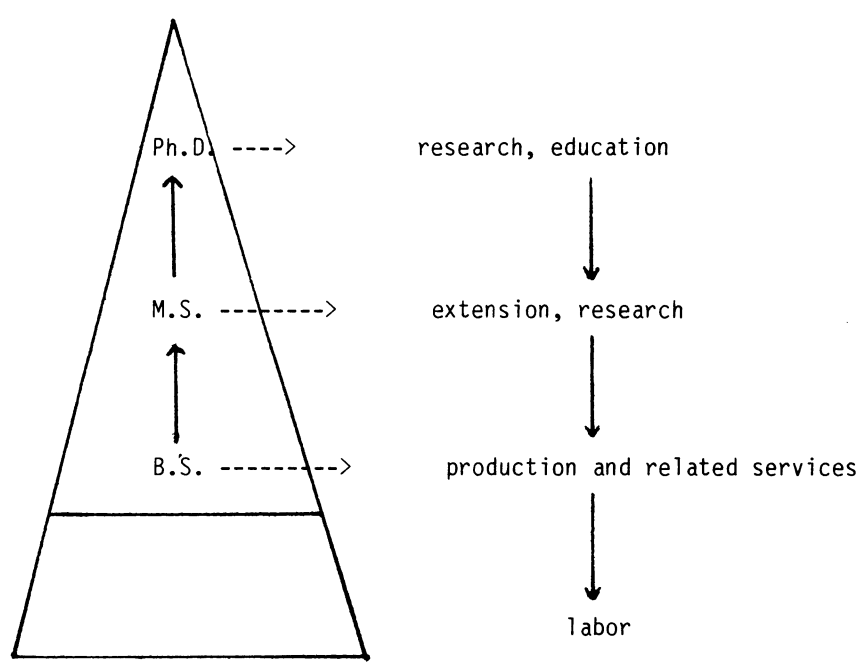 Ph.D. ----> research, education
M.S. --------> extension, research
B.S. ---------> production and related services
labor